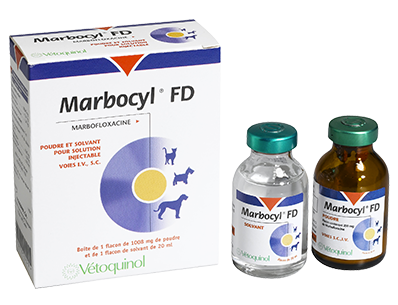 Marbocyl® FD
MARBOFLOXACINE
POUDRE ET SOLVANT
POUR SOLUTION
INJECTABLE
VOIES I.V., S.C.
Boîte de 1 flacon de 1008 mg de poudre
et de 1 flacon de solvant de 20 ml
Vétoquinol
Marbocyl® FD
SOLVANT
Marbocyl® FD
POUDRE
VOIES S.C., I.V.